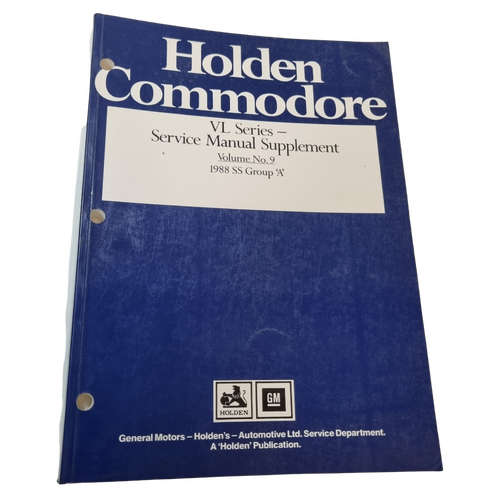 Holden
Commodore
VL Series –
Service Manual Supplement
Volume No. 9
1988 SS Group 'A'
HOLDEN
GM
General Motors – Holden's – Automotive Ltd. Service Department.
A 'Holden' Publication.